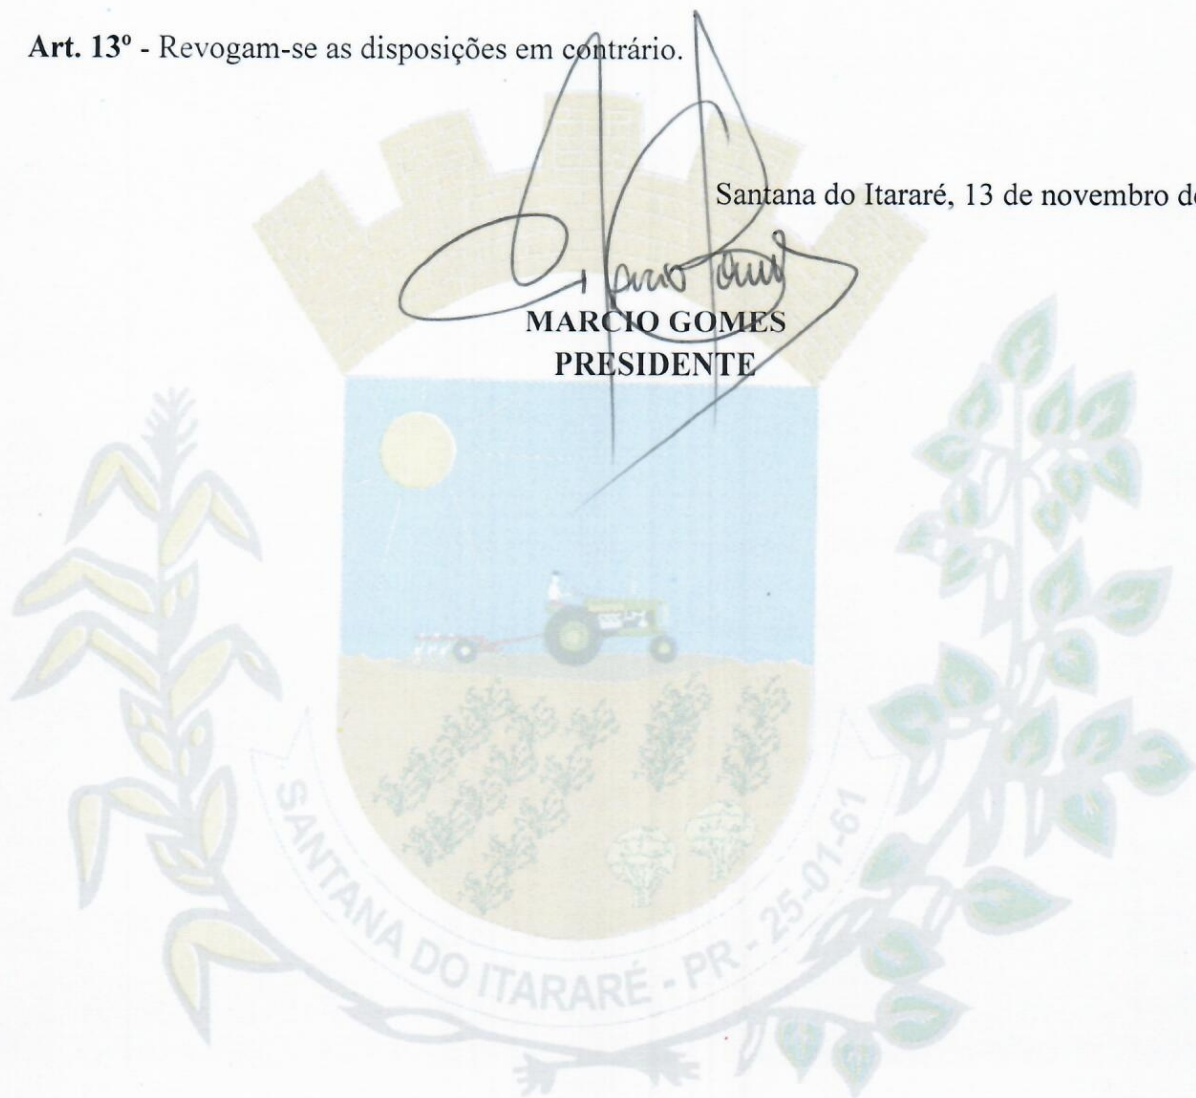 Art. 13º - Revogam-se as disposições em contrário.
Santana do Itararé, 13 de novembro d
MARCIO GOMES
PRESIDENTE
SANTANA DO ITARARÉ - PR - 25-01-61